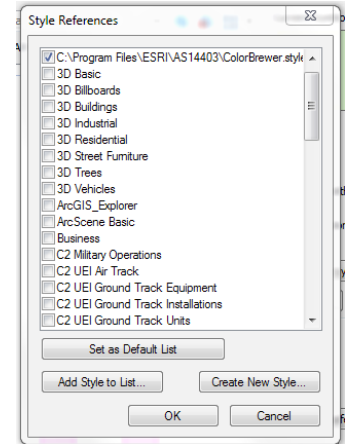 Style References
C:\Program Files\ESRI\AS14403\ColorBrewer.style
3D Basic
3D Billboards
3D Buildings
3D Industrial
3D Residential
3D Street Furniture
3D Trees
3D Vehicles
ArcGIS_Explorer
ArcScene Basic
Business
C2 Military Operations
C2 UEI Air Track
C2 UEI Ground Track Equipment
C2 UEI Ground Track Installations
C2 UEI Ground Track Units
Set as Default List
Add Style to List...
Create New Style...
OK
Cancel